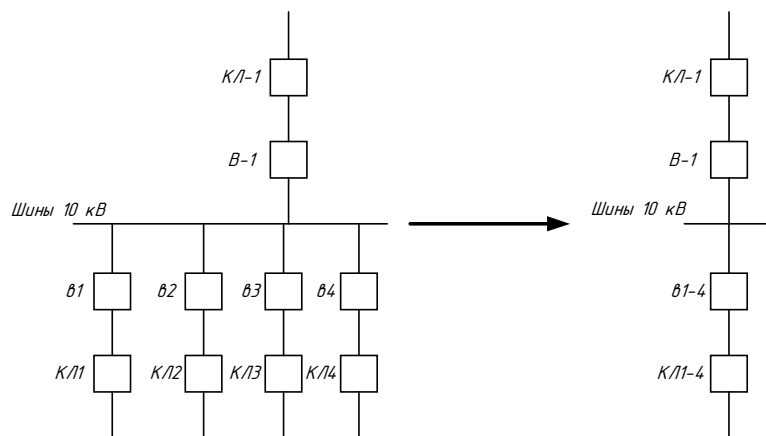 КЛ-1
КЛ-1
В-1
В-1
Шины 10 кВ
Шины 10 кВ
в1
в2
в3
в4
в1-4
КЛ1
КЛ2
КЛ3
КЛ4
КЛ1-4